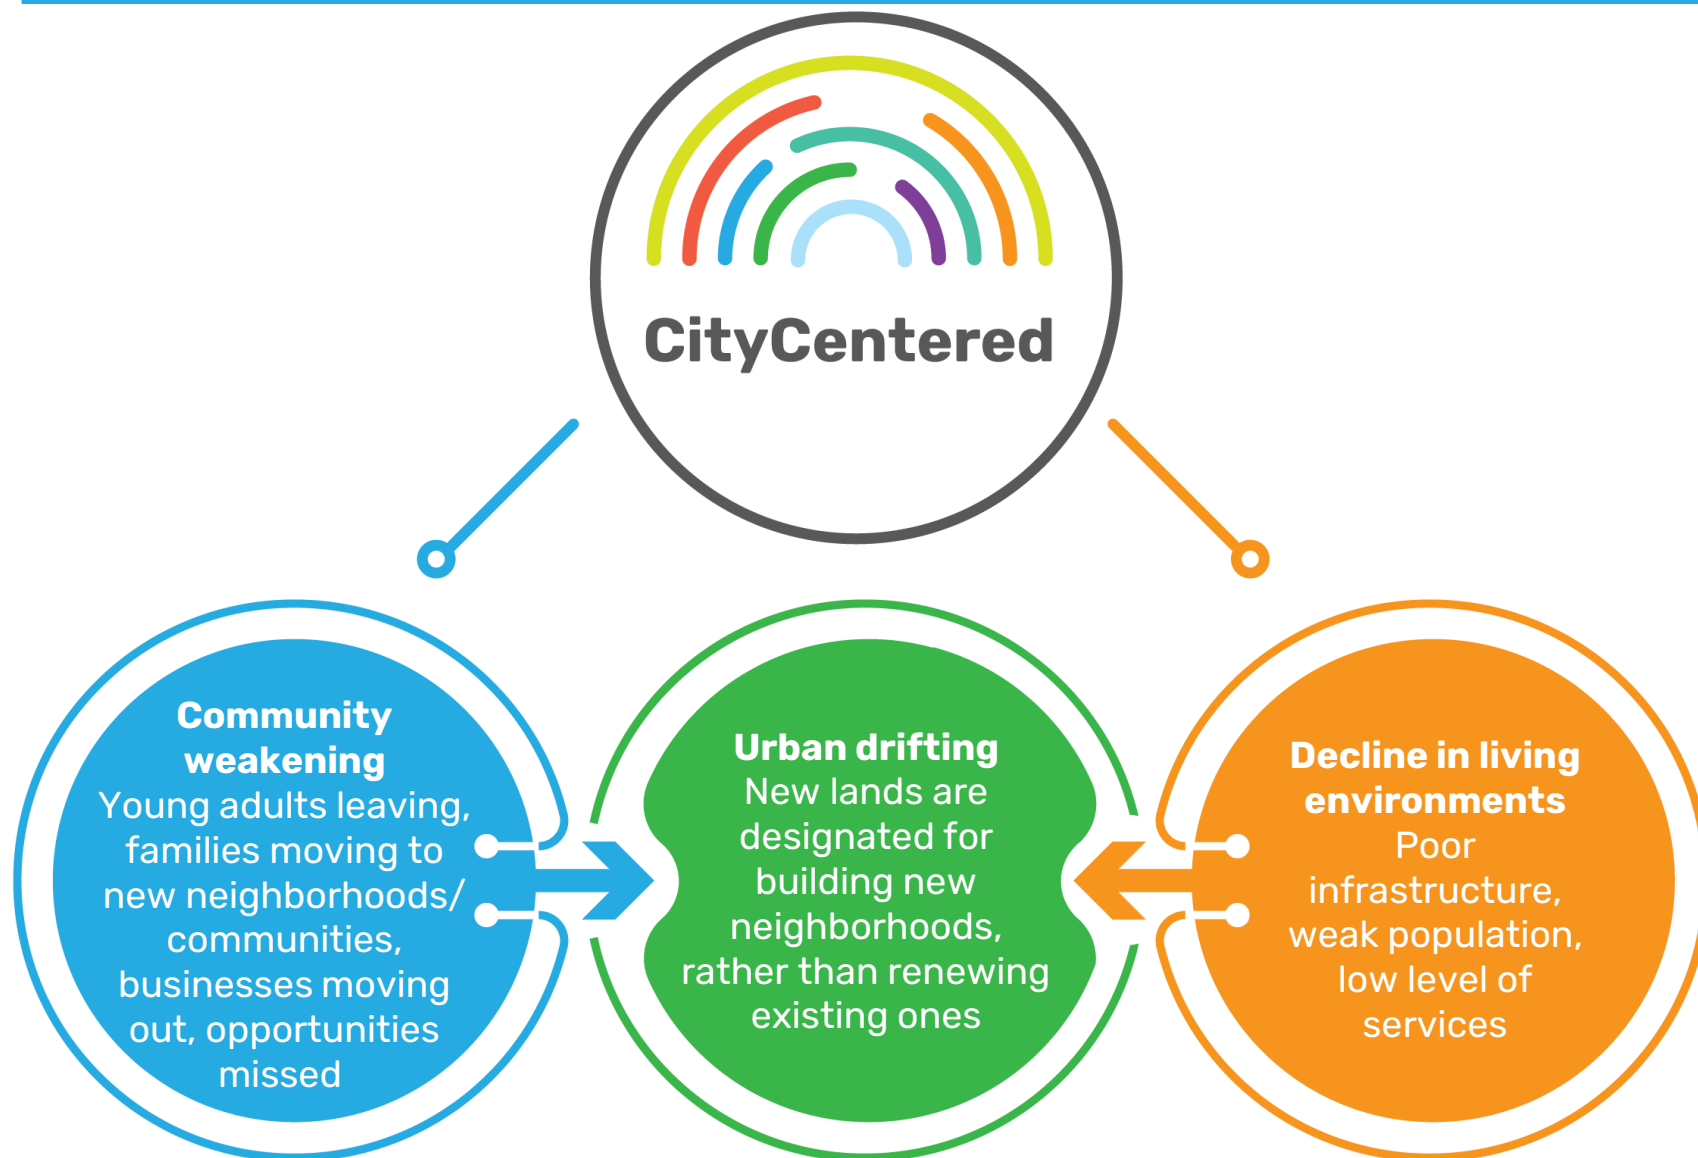 CityCentered
Community
weakening
Young adults leaving,
families moving to
new neighborhoods/
communities,
businesses moving
out, opportunities
missed
Urban drifting
New lands are
designated for
building new
neighborhoods,
rather than renewing
existing ones
Decline in living
environments
Poor
infrastructure,
weak population,
low level of
services